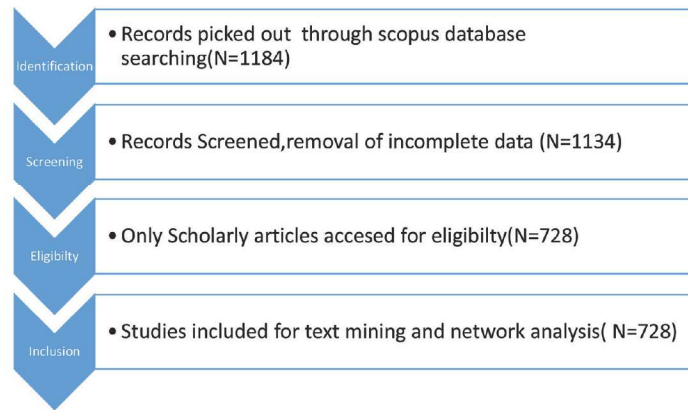 Identification
• Records picked out through scopus database
searching(N=1184)
Screening
• Records Screened,removal of incomplete data (N=1134)
Eligibilty
• Only Scholarly articles accesed for eligibilty(N=728)
Inclusion
• Studies included for text mining and network analysis( N=728)